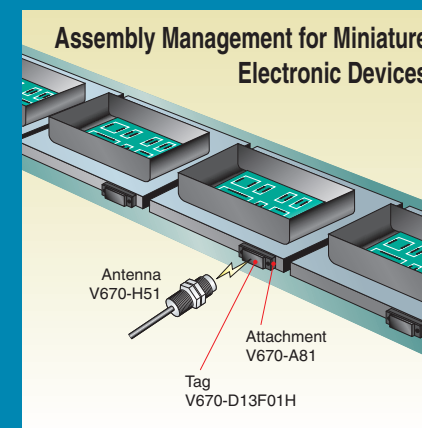 Assembly Management for Miniature
Electronic Devices
Antenna
V670-H51
Attachment
V670-A81
Tag
V670-D13F01H